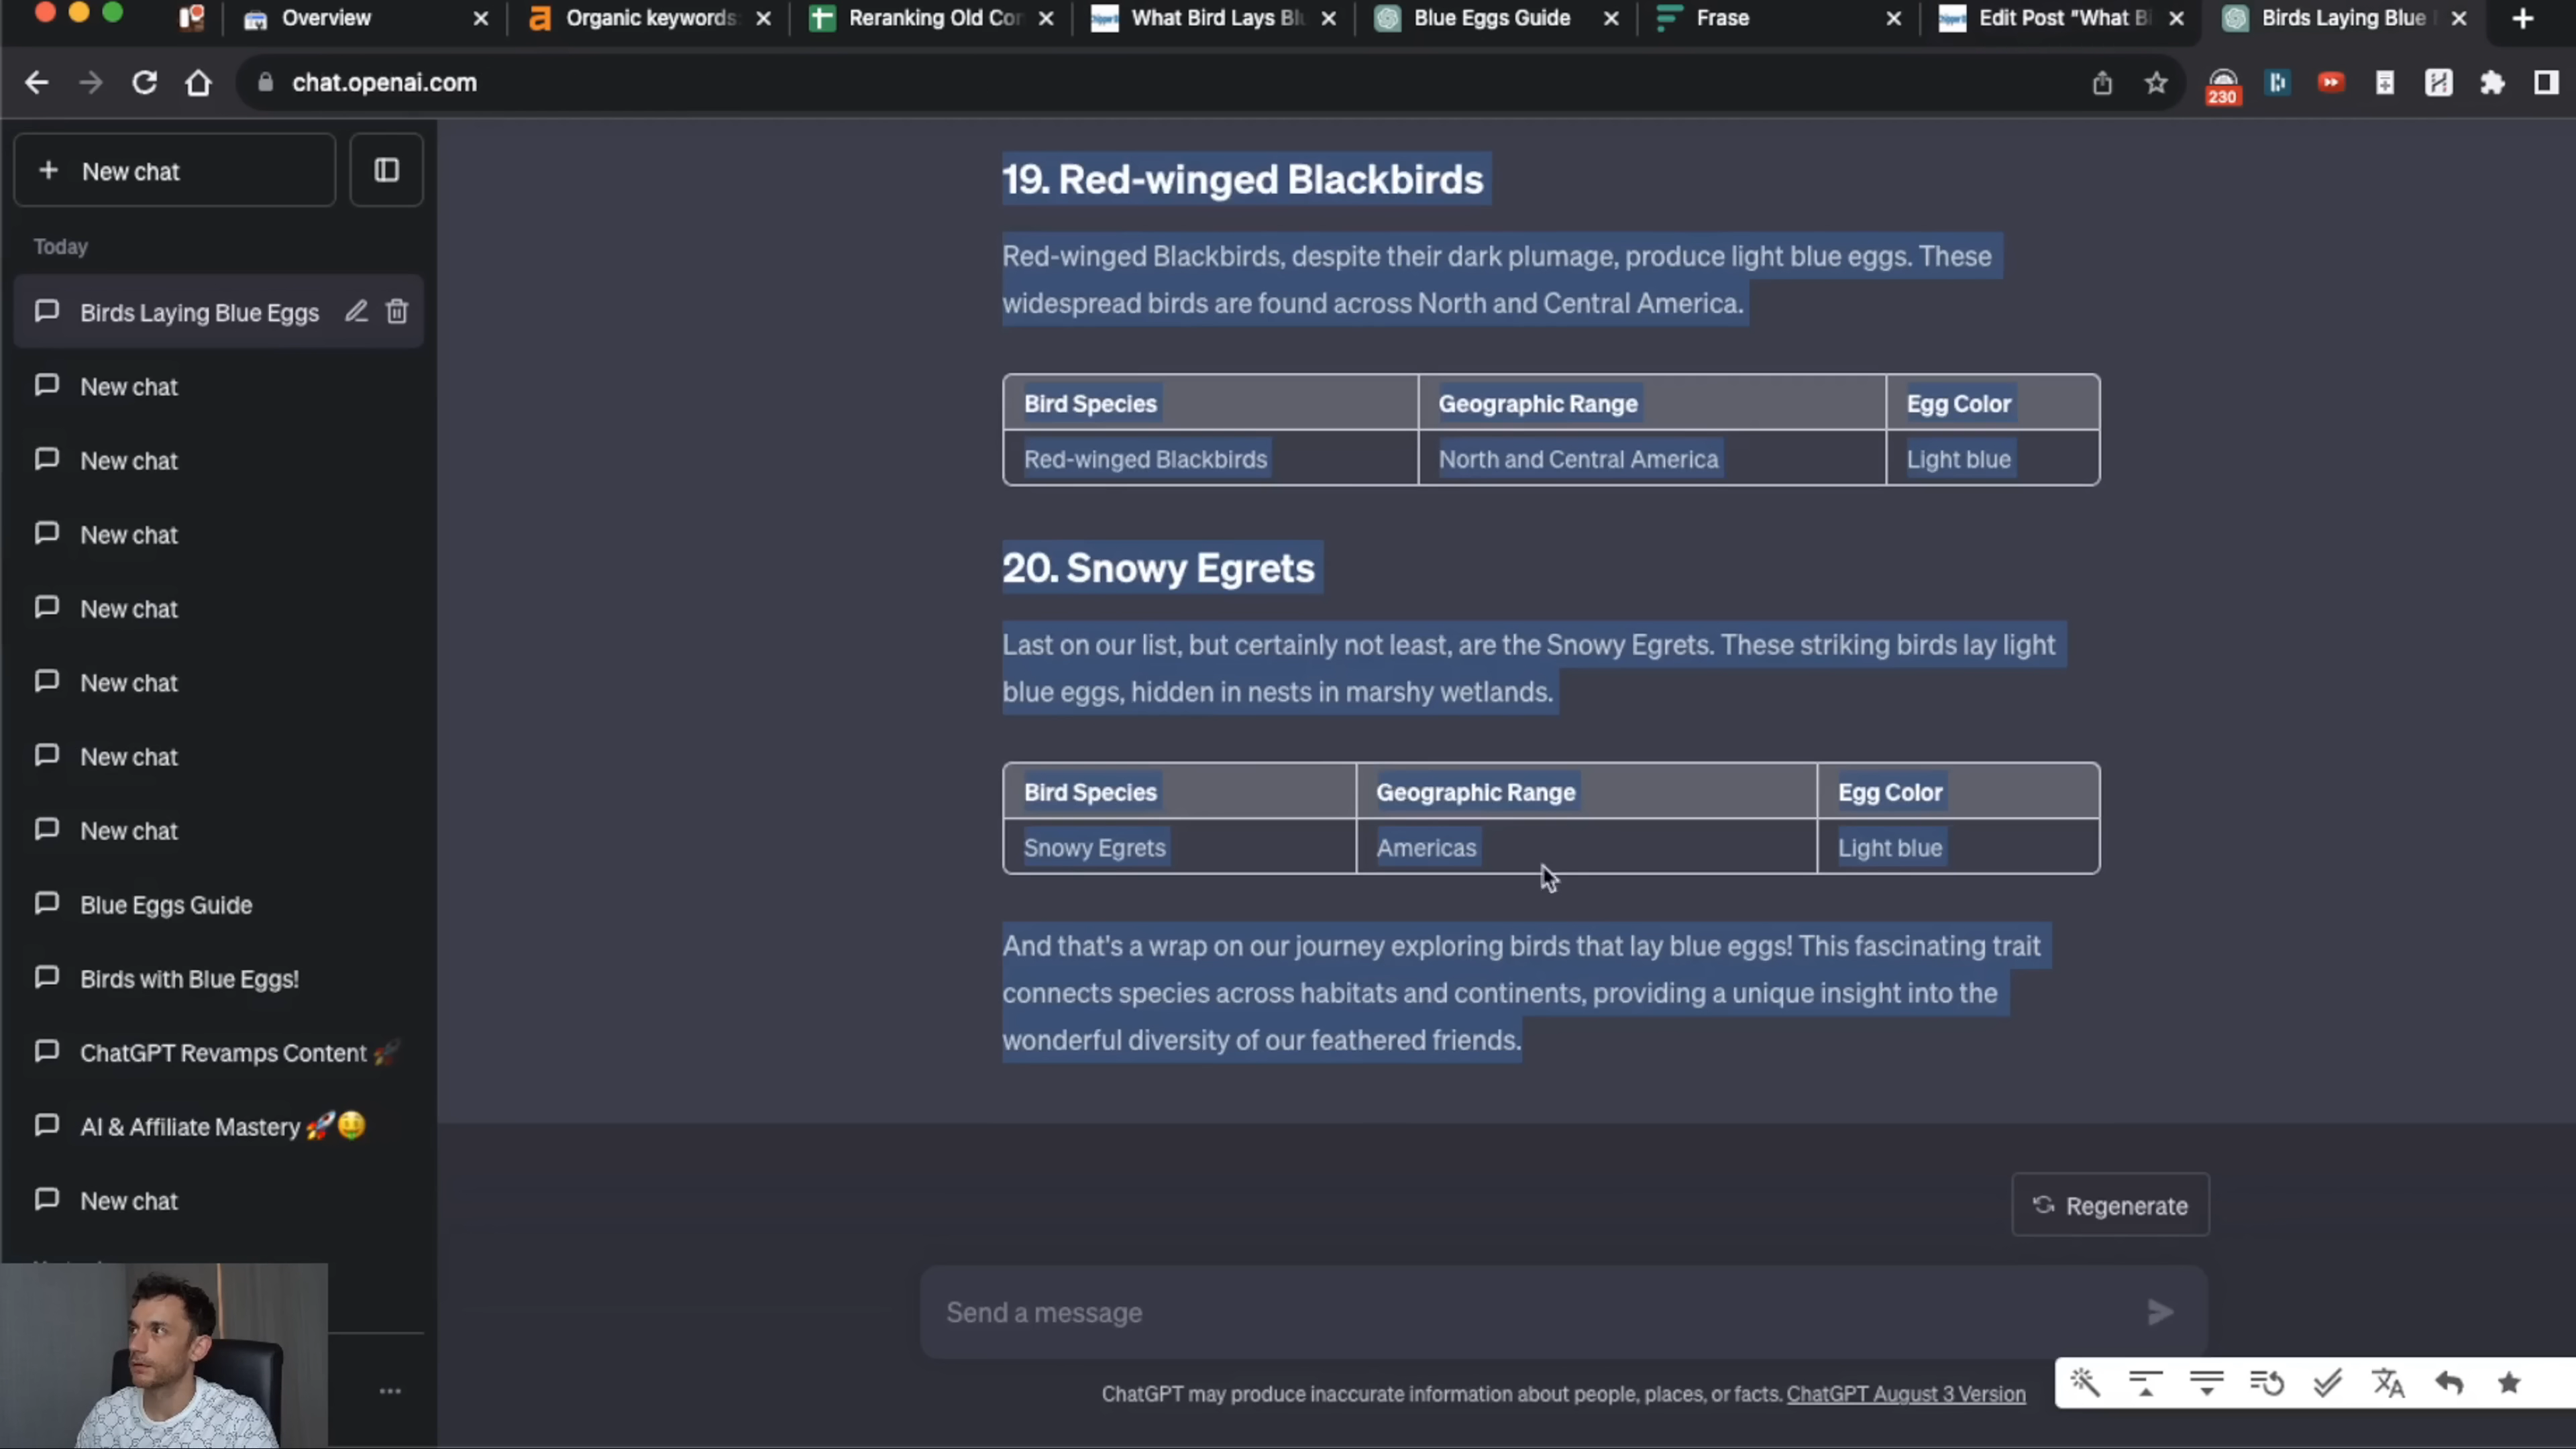 Overview
Organic keywords:
Reranking Old Con
What Bird Lays Blu
Blue Eggs Guide
Frase
Edit Post "What Bi
Birds Laying Blue
chat.openai.com
230
New chat
Today
Birds Laying Blue Eggs
New chat
New chat
New chat
New chat
New chat
New chat
New chat
Blue Eggs Guide
Birds with Blue Eggs!
ChatGPT Revamps Content 🚀
AI & Affiliate Mastery 🚀🤑
New chat
19. Red-winged Blackbirds
Red-winged Blackbirds, despite their dark plumage, produce light blue eggs. These
widespread birds are found across North and Central America.
Bird Species Geographic Range Egg Color
Red-winged Blackbirds North and Central America Light blue
20. Snowy Egrets
Last on our list, but certainly not least, are the Snowy Egrets. These striking birds lay light
blue eggs, hidden in nests in marshy wetlands.
Bird Species Geographic Range Egg Color
Snowy Egrets Americas Light blue
And that's a wrap on our journey exploring birds that lay blue eggs! This fascinating trait
connects species across habitats and continents, providing a unique insight into the
wonderful diversity of our feathered friends.
Regenerate
Send a message
ChatGPT may produce inaccurate information about people, places, or facts. ChatGPT August 3 Version